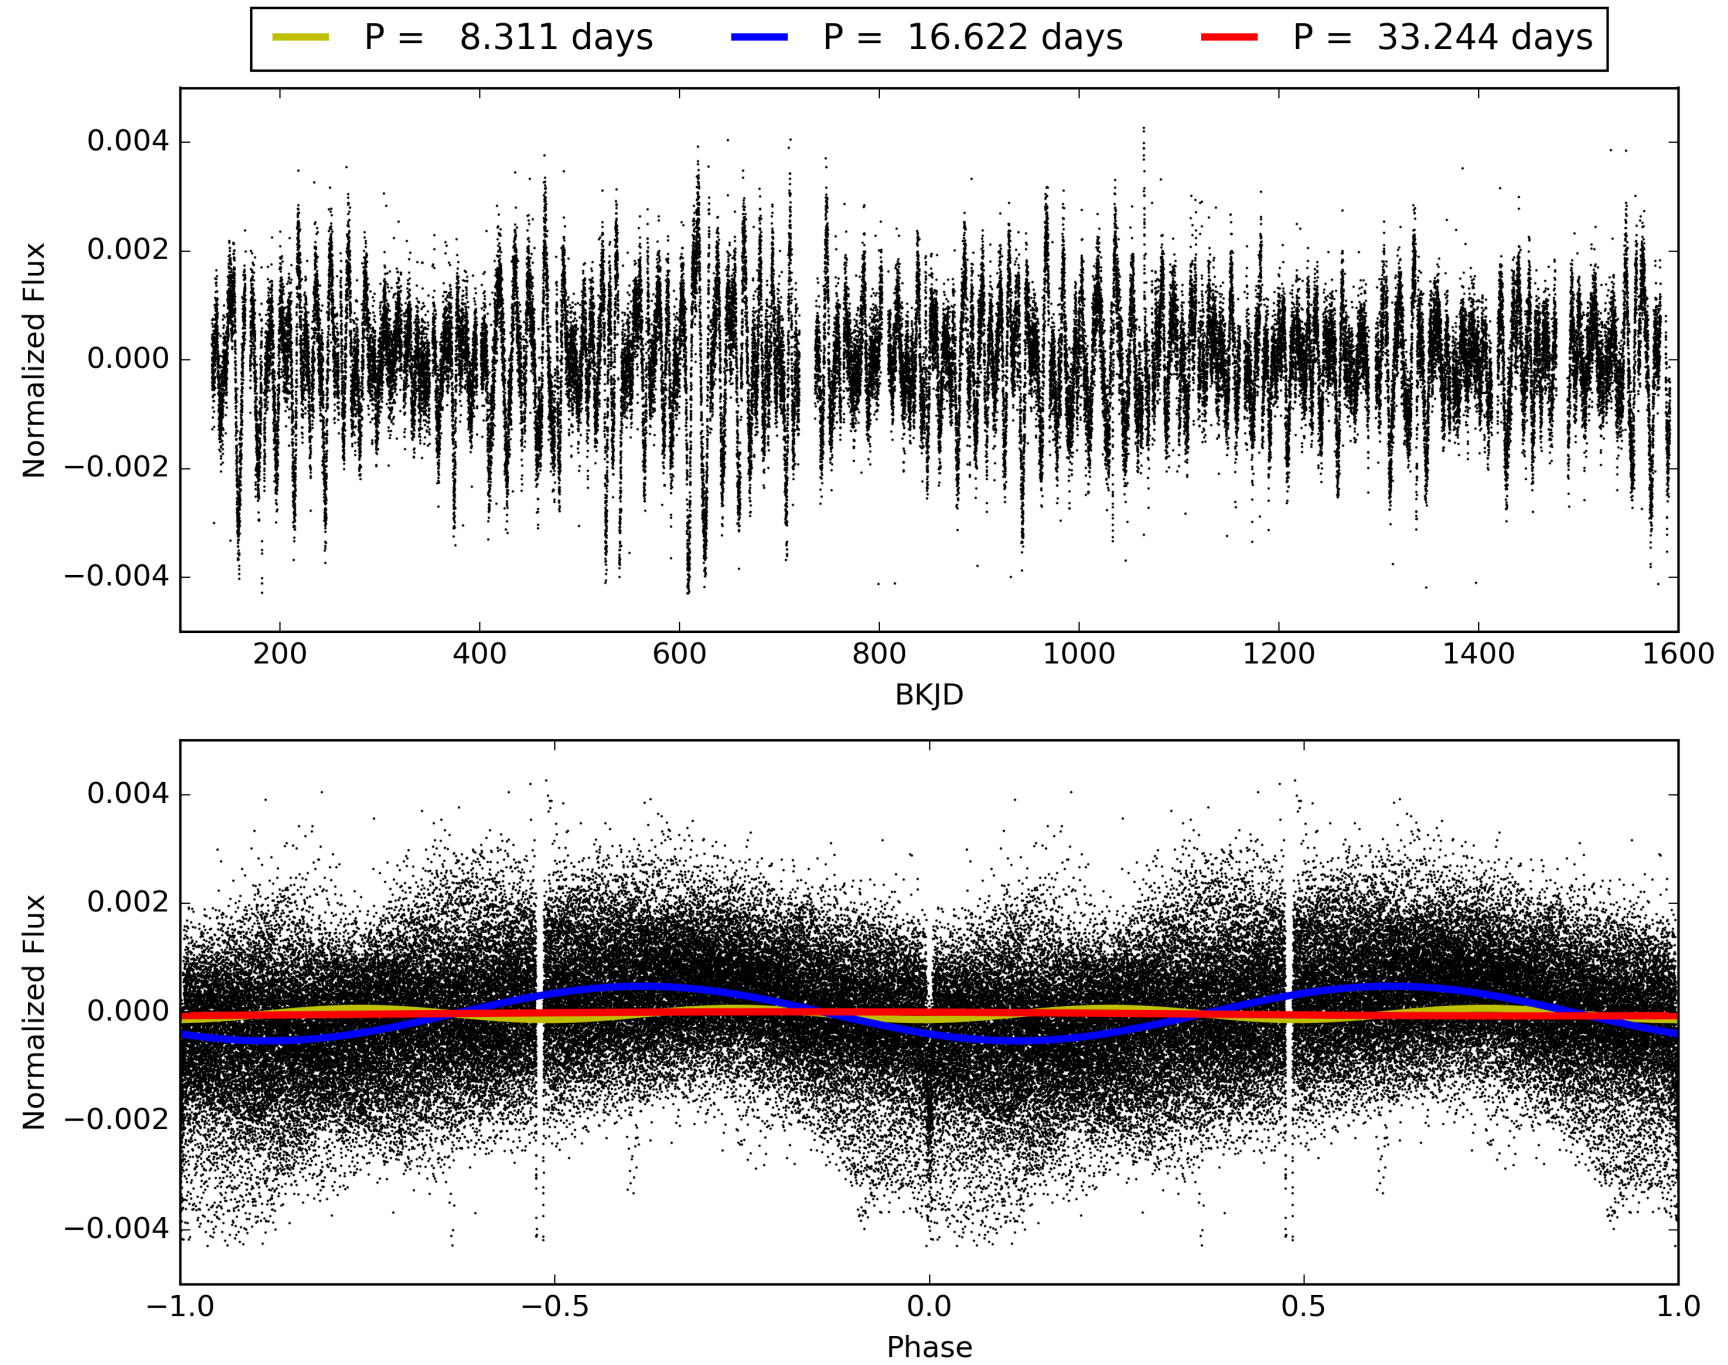 P = 8.311 days P = 16.622 days P = 33.244 days
0.004
0.002
0.000
−0.002
−0.004
Normalized Flux
200 400 600 800 1000 1200 1400 1600
BKJD
0.004
0.002
0.000
−0.002
−0.004
Normalized Flux
−1.0 −0.5 0.0 0.5 1.0
Phase